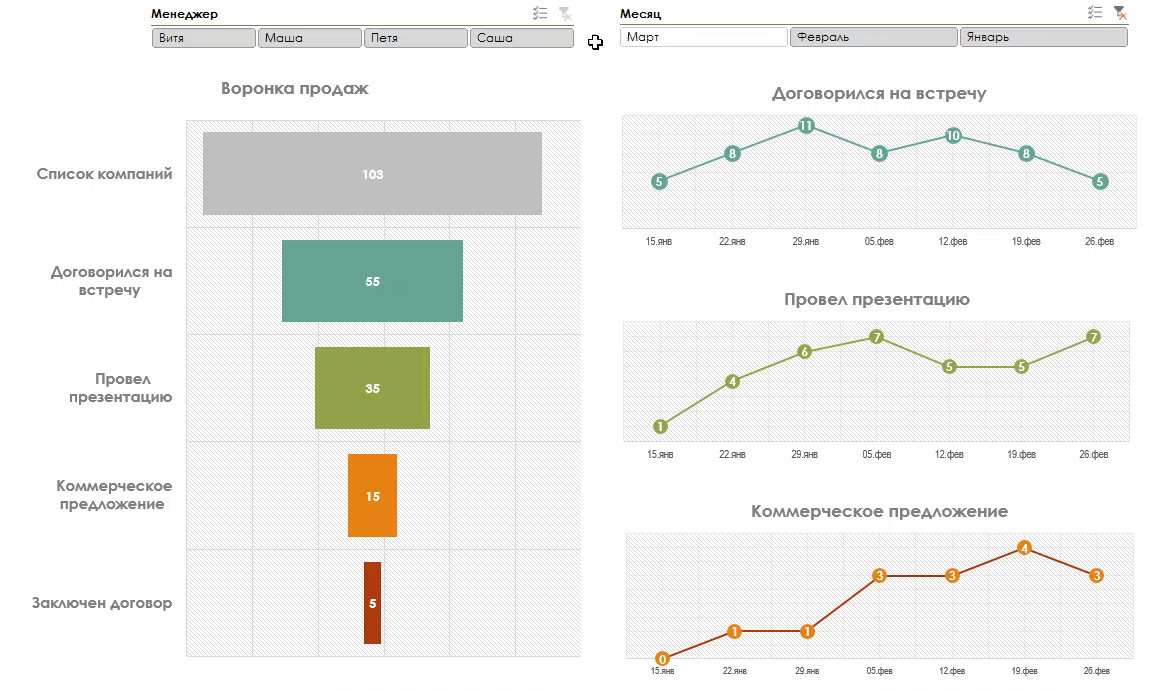 Менеджер
Витя
Маша
Петя
Саша
Месяц
Март
Февраль
Январь
Воронка продаж
Список компаний
103
Договорился на
встречу
55
Провел
презентацию
35
Коммерческое
предложение
15
Заключен договор
5
Договорился на встречу
5 8 11 8 10 8 5
15.янв 22.янв 29.янв 05.фев 12.фев 19.фев 26.фев
Провел презентацию
1 4 6 7 5 5 7
15.янв 22.янв 29.янв 05.фев 12.фев 19.фев 26.фев
Коммерческое предложение
0 1 1 3 3 4 3
15.янв 22.янв 29.янв 05.фев 12.фев 19.фев 26.фев